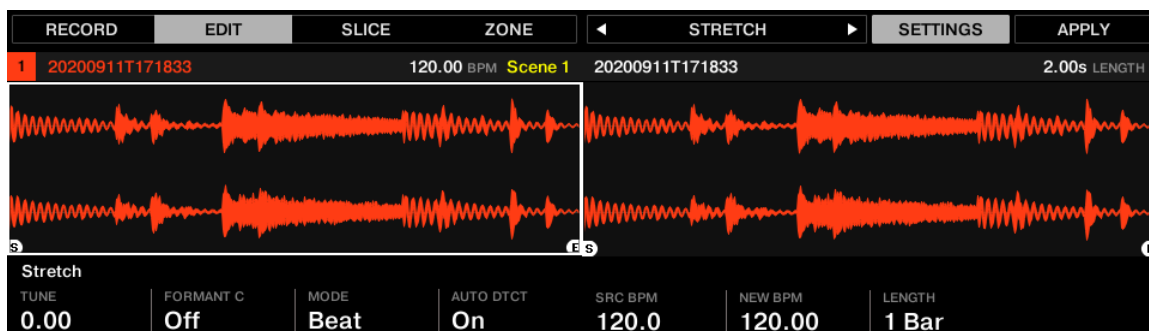 RECORD EDIT SLICE ZONE ◀ STRETCH ▶ SETTINGS APPLY
1 20200911T171833 120.00 BPM Scene 1 20200911T171833 2.00s LENGTH
S E S
Stretch
TUNE FORMANT C MODE AUTO DTCT SRC BPM NEW BPM LENGTH
0.00 Off Beat On 120.0 120.00 1 Bar